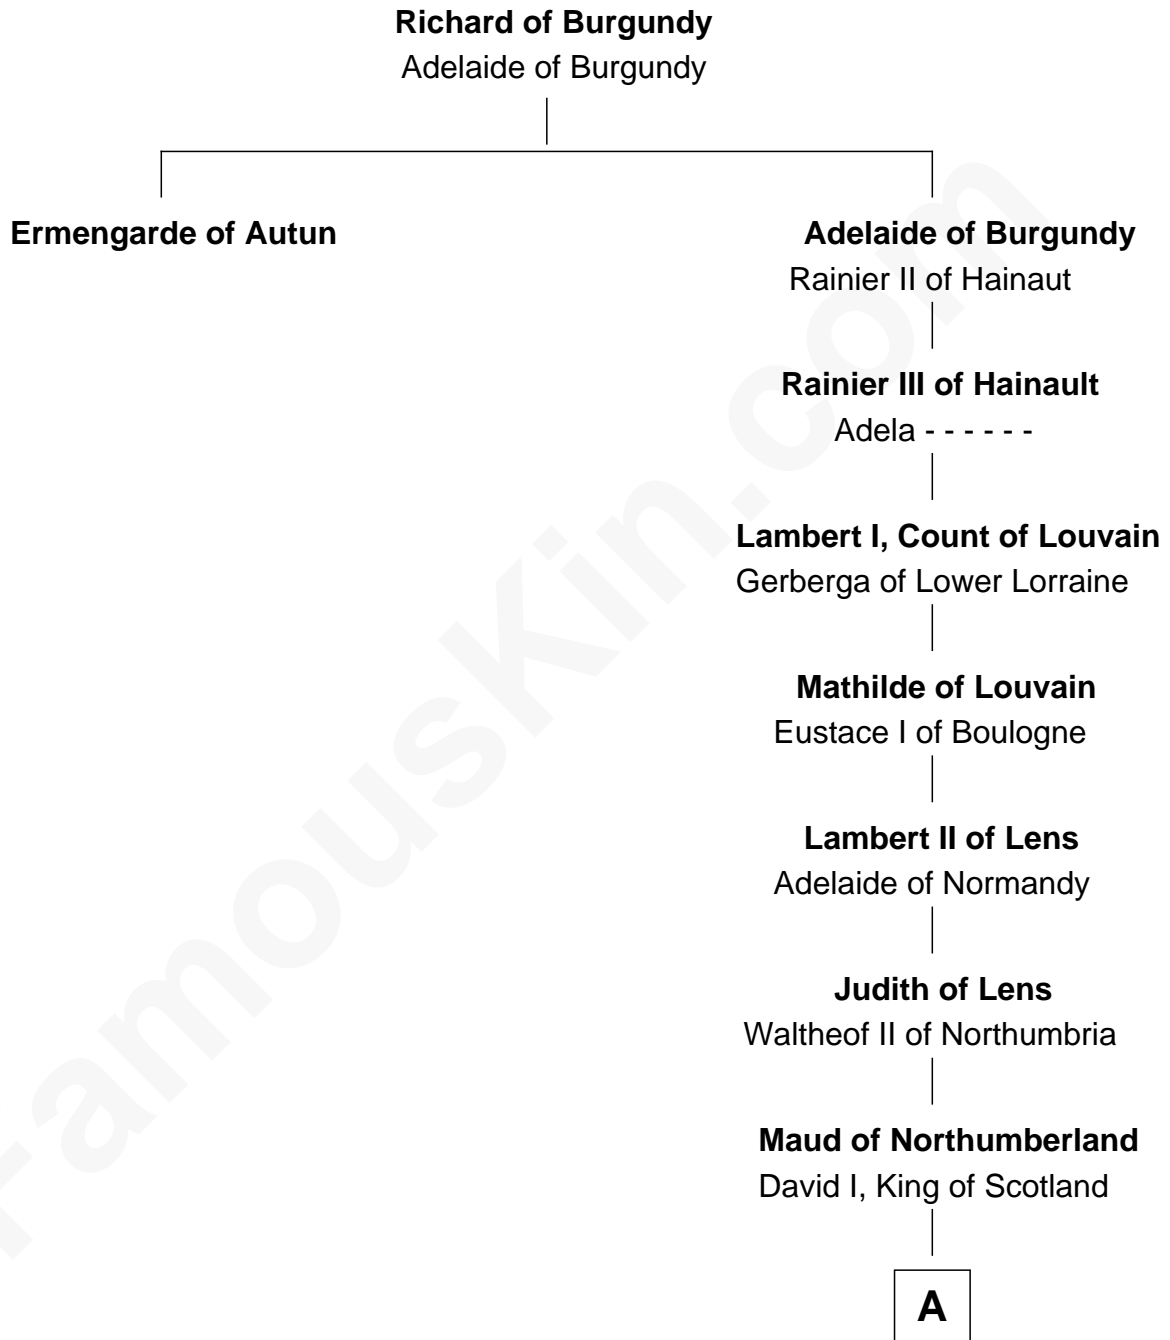 Richard of Burgundy
Adelaide of Burgundy
Ermengarde of Autun
Adelaide of Burgundy
Rainier II of Hainaut
Rainier III of Hainault
Adela - - - - - -
Lambert I, Count of Louvain
Gerberga of Lower Lorraine
Mathilde of Louvain
Eustace I of Boulogne
Lambert II of Lens
Adelaide of Normandy
Judith of Lens
Waltheof II of Northumbria
Maud of Northumberland
David I, King of Scotland
A
FamousKin.com